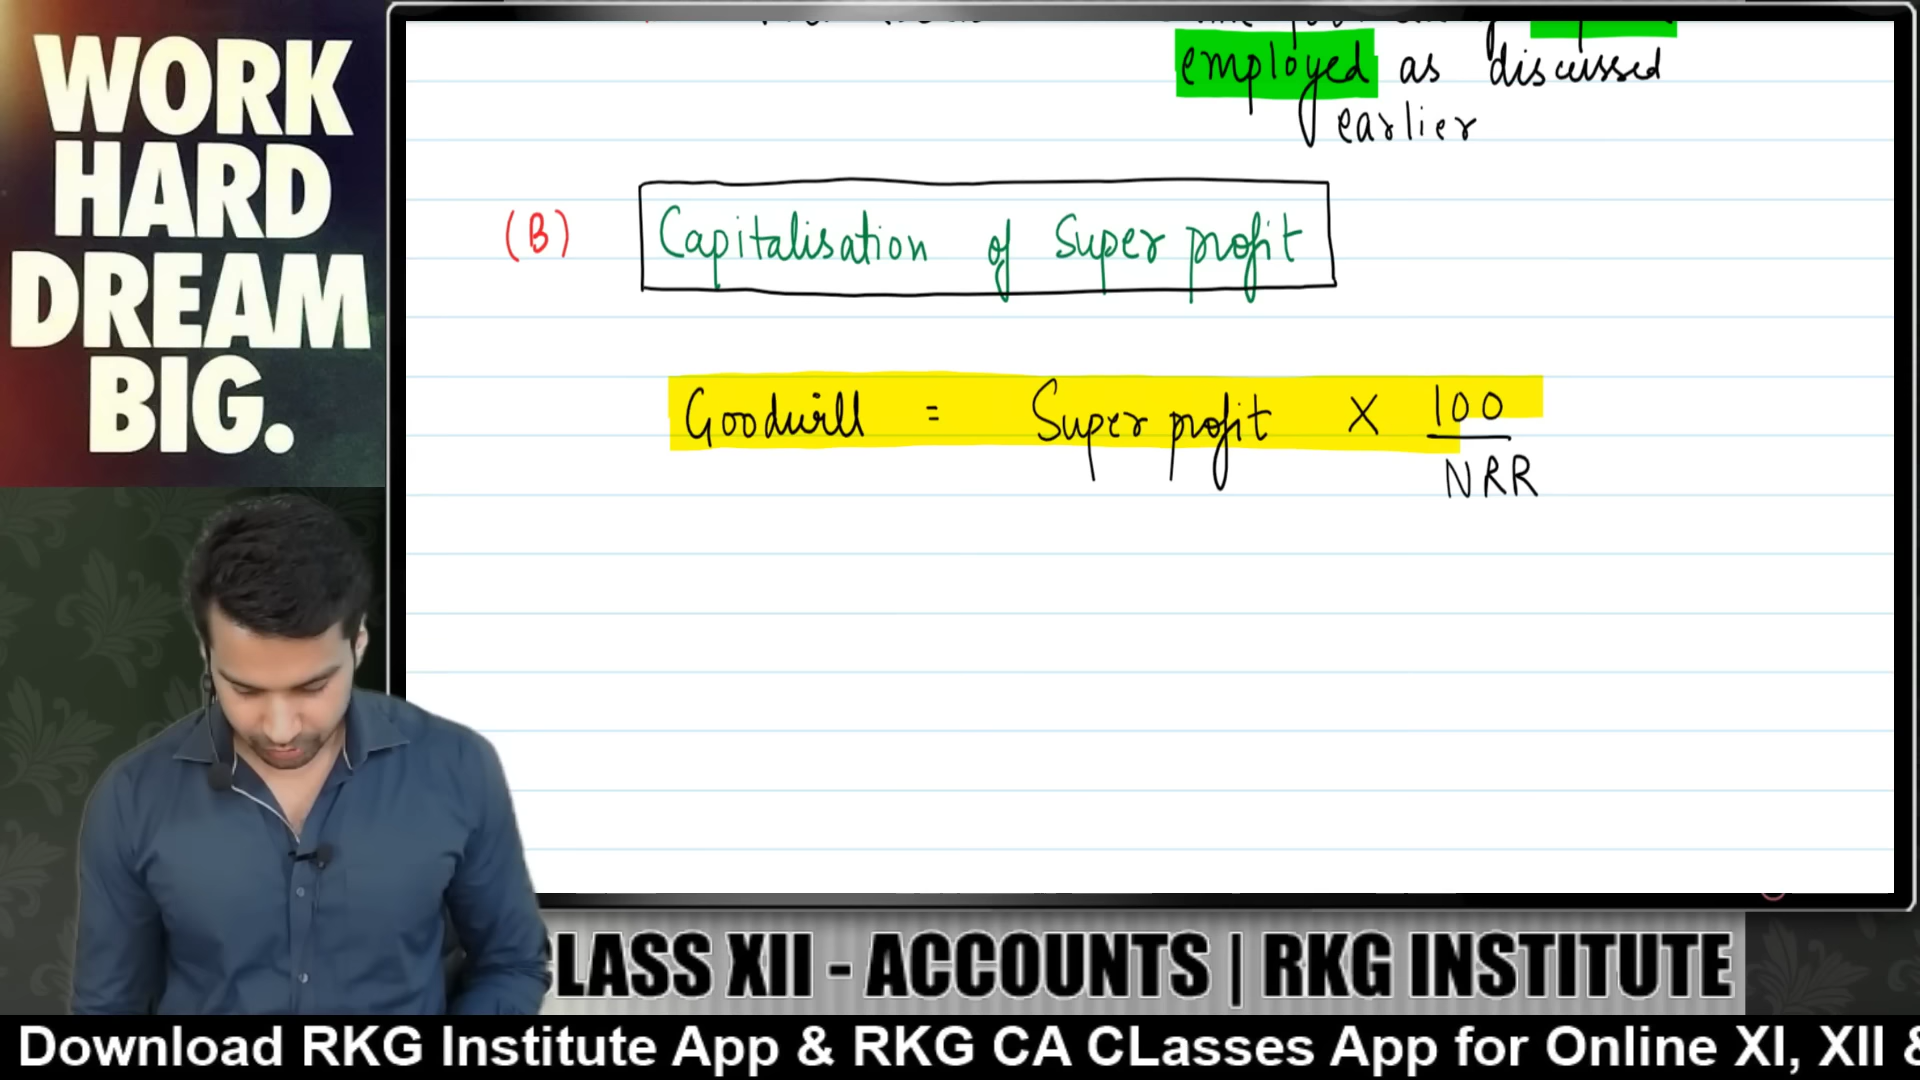 WORK
HARD
DREAM
BIG.
employed as discussed
earlier
(B) Capitalisation of Super profit
Goodwill = Super profit X 100
NRR
CLASS XII - ACCOUNTS | RKG INSTITUTE
Download RKG Institute App & RKG CA CLasses App for Online XI, XII &